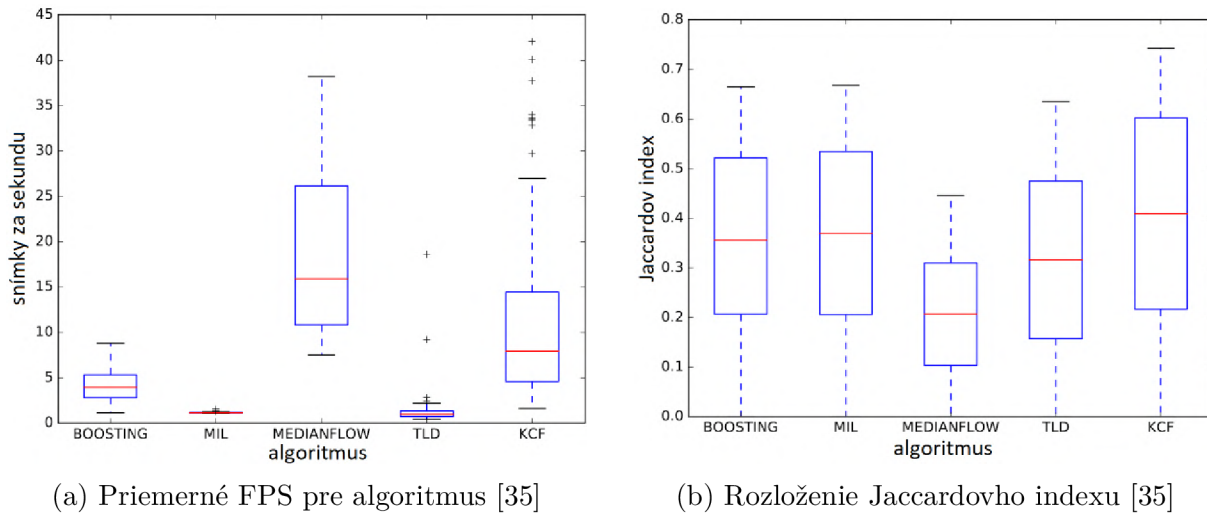 45
40
35
30
25
20
15
10
5
0
snímky za sekundu
BOOSTING MIL MEDIANFLOW TLD KCF
algoritmus
(a) Priemerné FPS pre algoritmus [35]
0.8
0.7
0.6
0.5
0.4
0.3
0.2
0.1
0.0
Jaccardov index
BOOSTING MIL MEDIANFLOW TLD KCF
algoritmus
(b) Rozloženie Jaccardovho indexu [35]